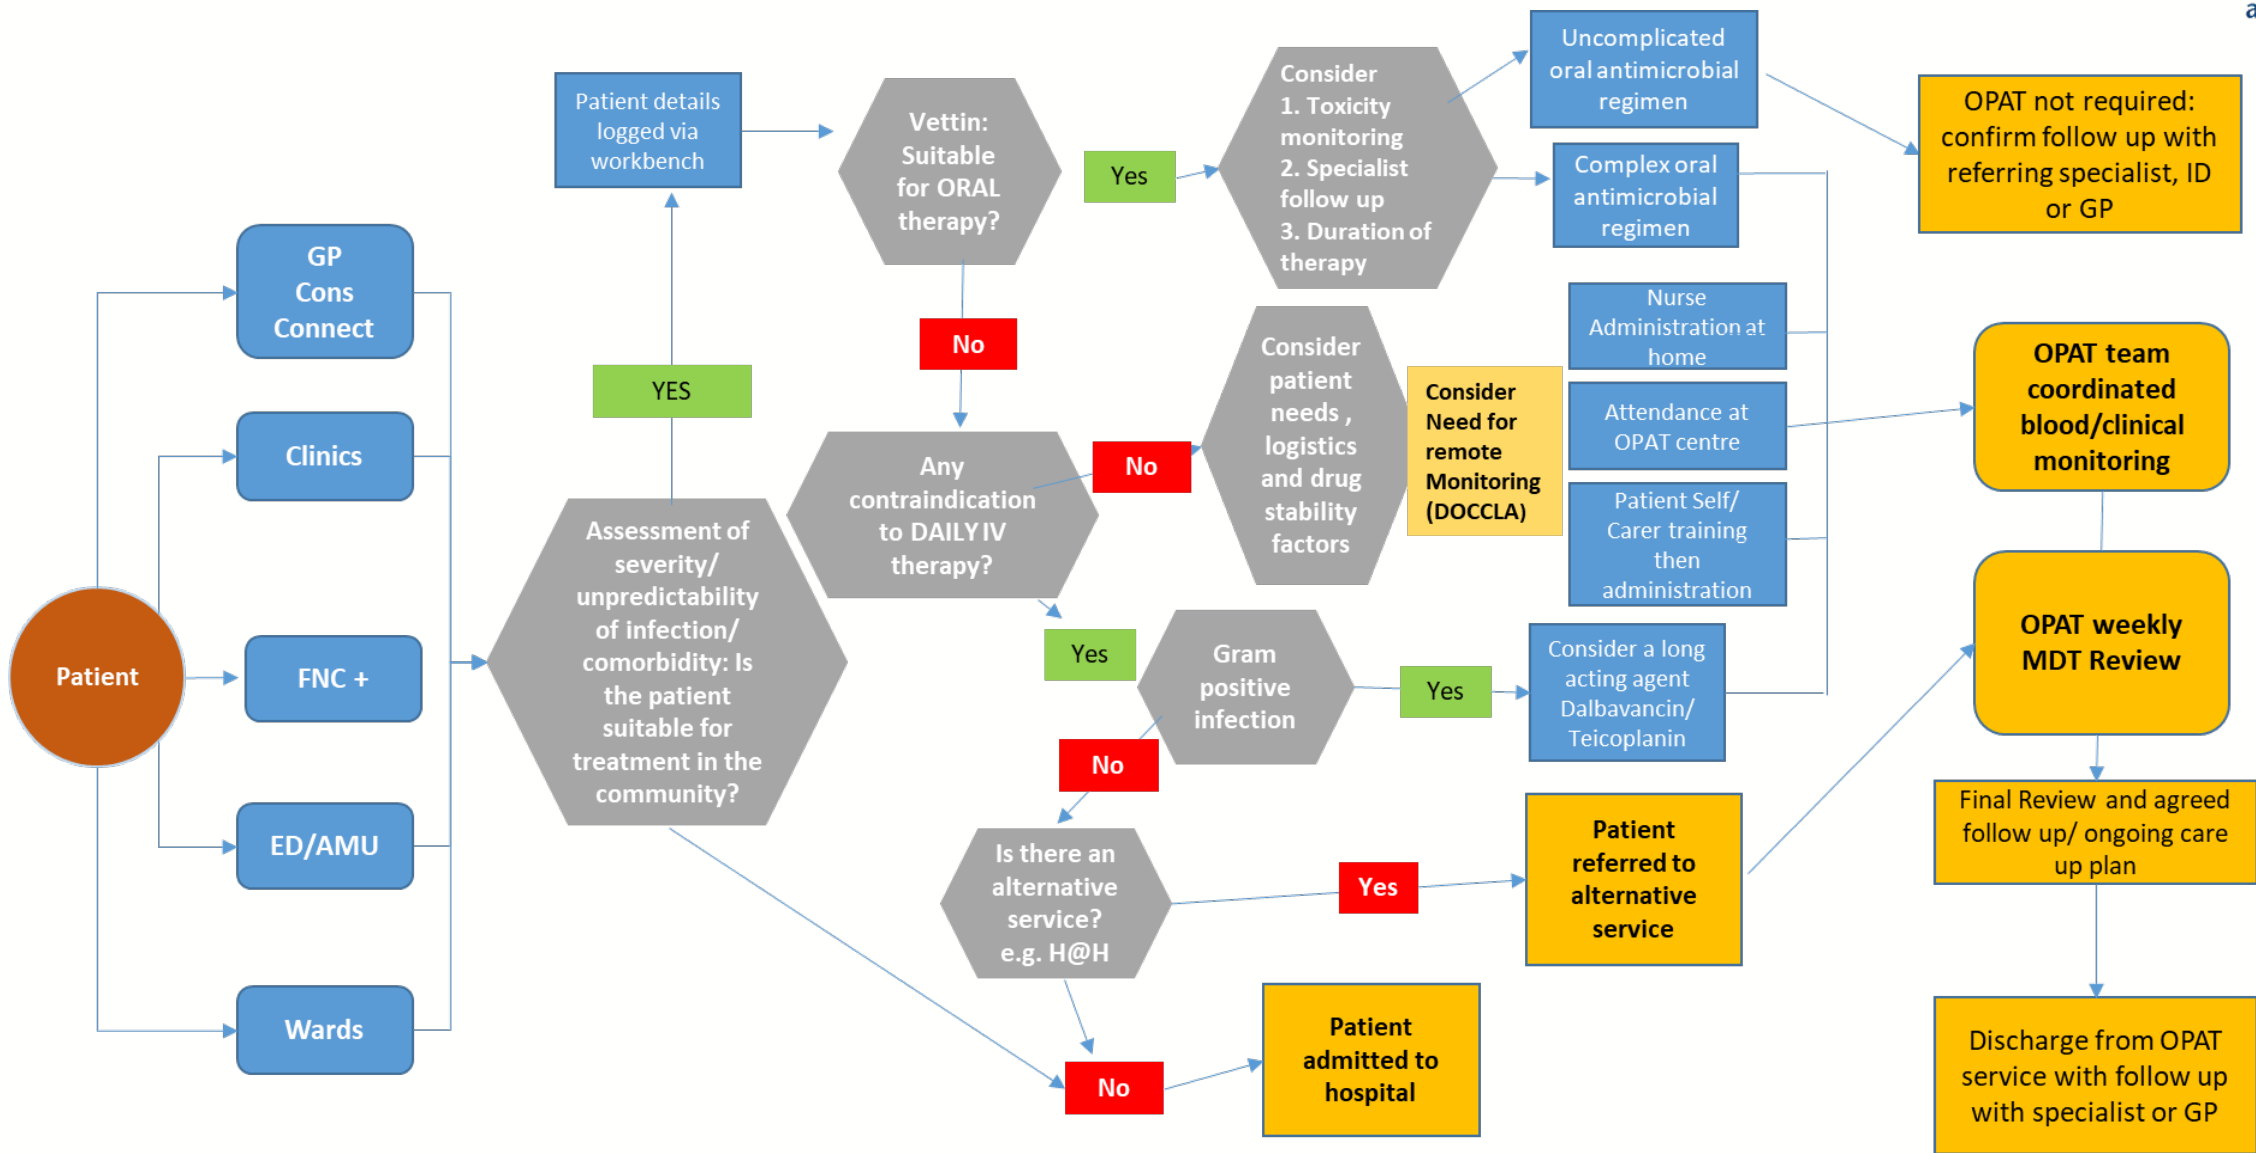 a
Patient
GP
Cons
Connect
Clinics
FNC +
ED/AMU
Wards
Assessment of
severity/
unpredictability
of infection/
comorbidity: Is
the patient
suitable for
treatment in the
community?
YES
Patient details
logged via
workbench
Vettin:
Suitable
for ORAL
therapy?
Yes
Consider
1. Toxicity
monitoring
2. Specialist
follow up
3. Duration of
therapy
Uncomplicated
oral antimicrobial
regimen
OPAT not required:
confirm follow up with
referring specialist, ID
or GP
Complex oral
antimicrobial
regimen
No
Any
contraindication
to DAILY IV
therapy?
No
Consider
patient
needs ,
logistics
and drug
stability
factors
Consider
Need for
remote
Monitoring
(DOCCLA)
Nurse
Administration at
home
Attendance at
OPAT centre
Patient Self/
Carer training
then
administration
Yes
Gram
positive
infection
Yes
Consider a long
acting agent
Dalbavancin/
Teicoplanin
No
Is there an
alternative
service?
e.g. H@H
Yes
Patient
referred to
alternative
service
No
Patient
admitted to
hospital
OPAT team
coordinated
blood/clinical
monitoring
OPAT weekly
MDT Review
Final Review and agreed
follow up/ ongoing care
up plan
Discharge from OPAT
service with follow up
with specialist or GP